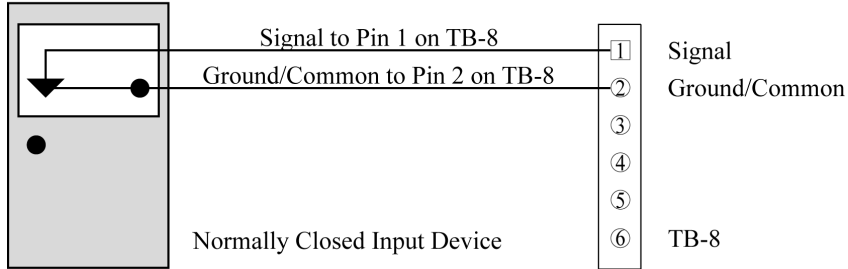 Signal to Pin 1 on TB-8
1 Signal
Ground/Common to Pin 2 on TB-8
② Ground/Common
③
④
⑤
Normally Closed Input Device
⑥ TB-8